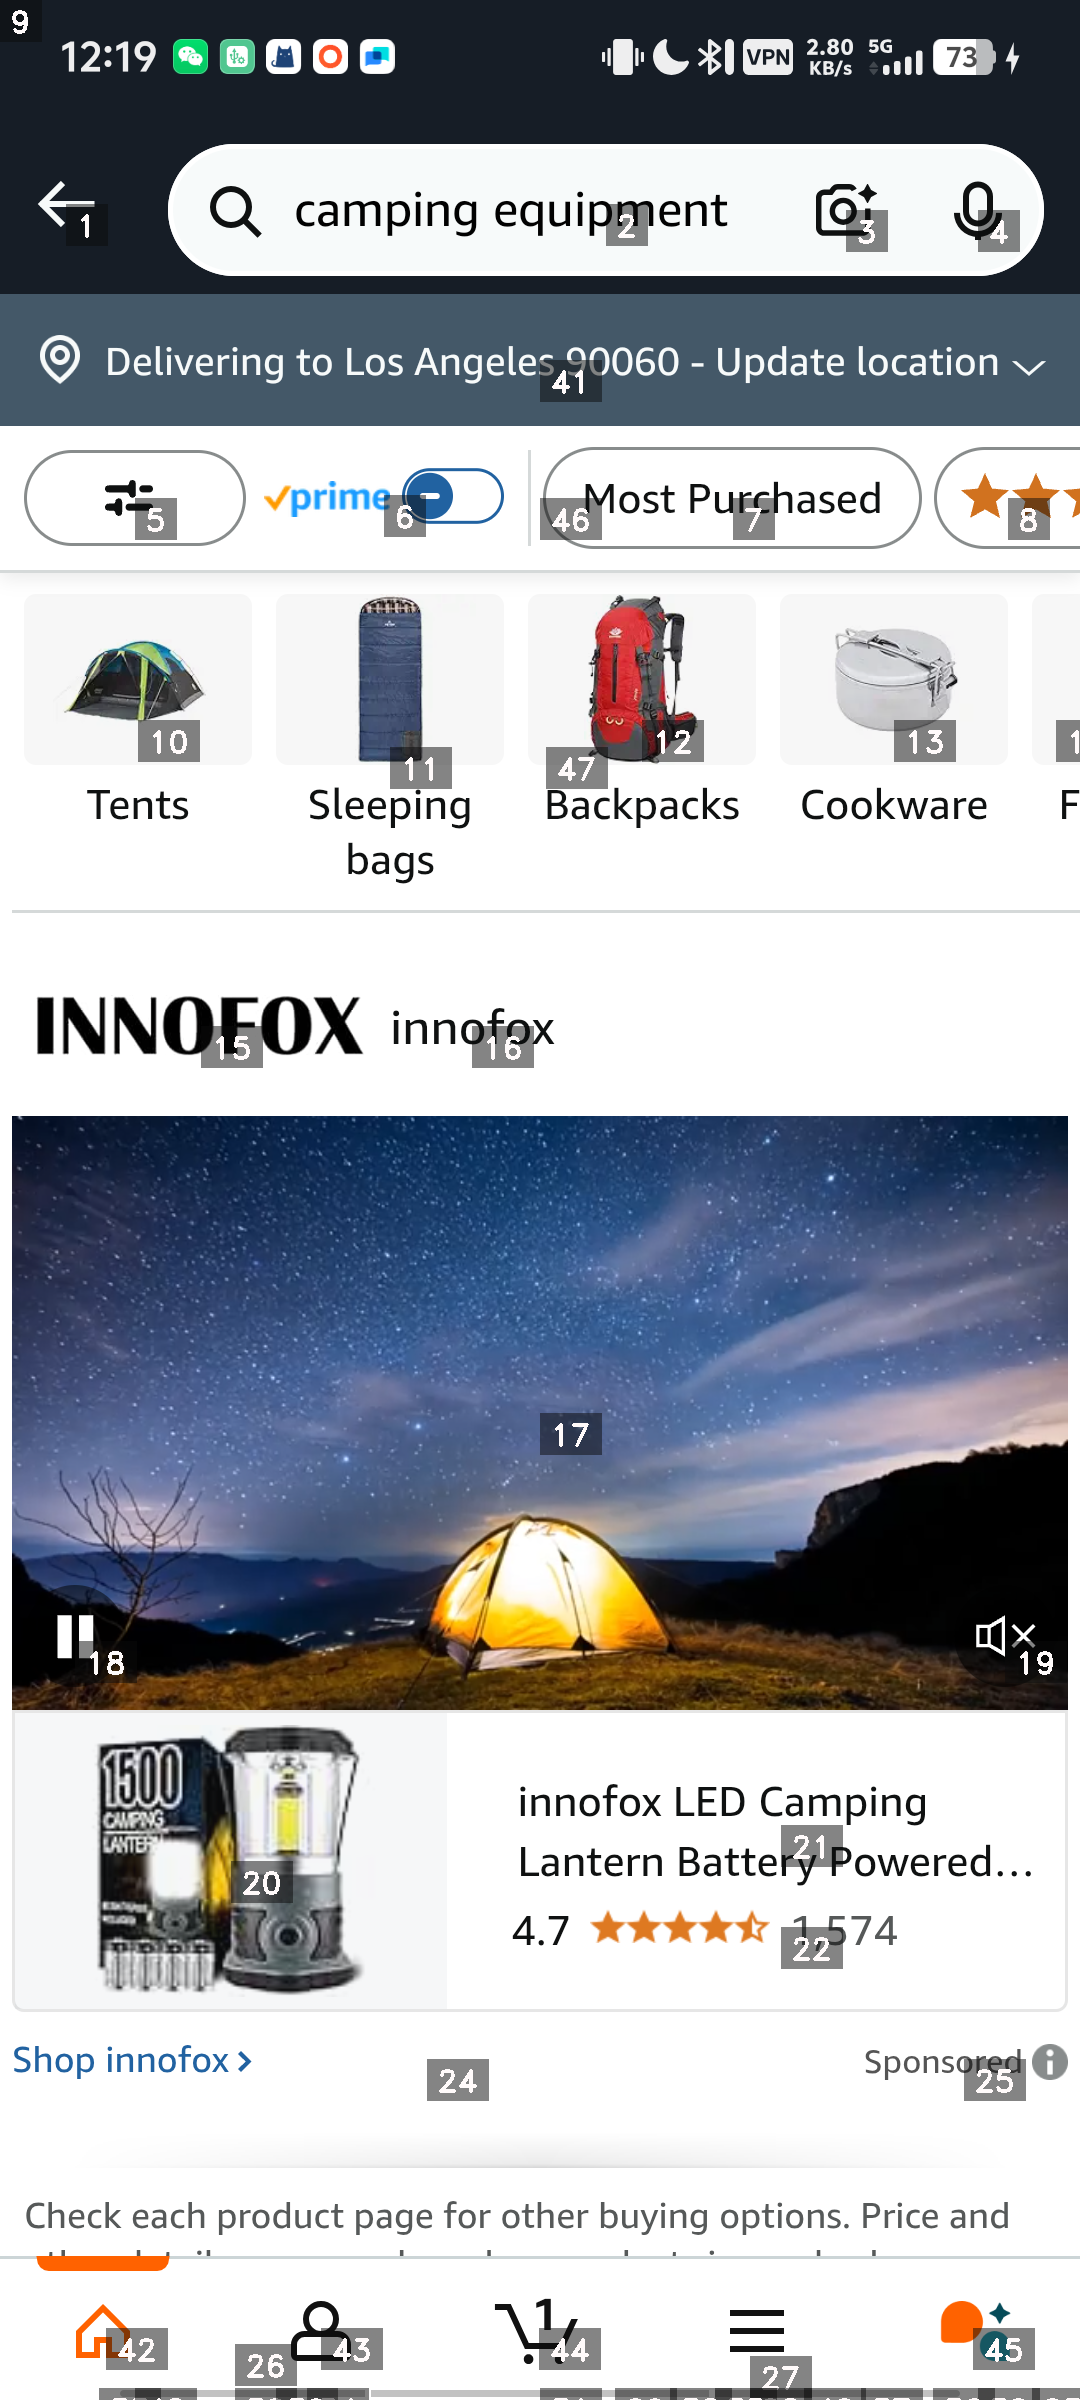 9
12:19
VPN
2.80 KB/s
5G
73
1
camping equipment
2
3
4
Delivering to Los Angeles 90060 - Update location
41
5
prime
6
46
Most Purchased
7
8
10
11
47
12
13
1
Tents
Sleeping bags
Backpacks
Cookware
F
INNOFOX
15
innofox
16
17
18
19
1500
CAMPING
LANTERN
20
innofox LED Camping
21
Lantern Battery Powered...
4.7
1,574
22
Shop innofox
24
Sponsored
25
Check each product page for other buying options. Price and
1
42
26
43
44
27
45